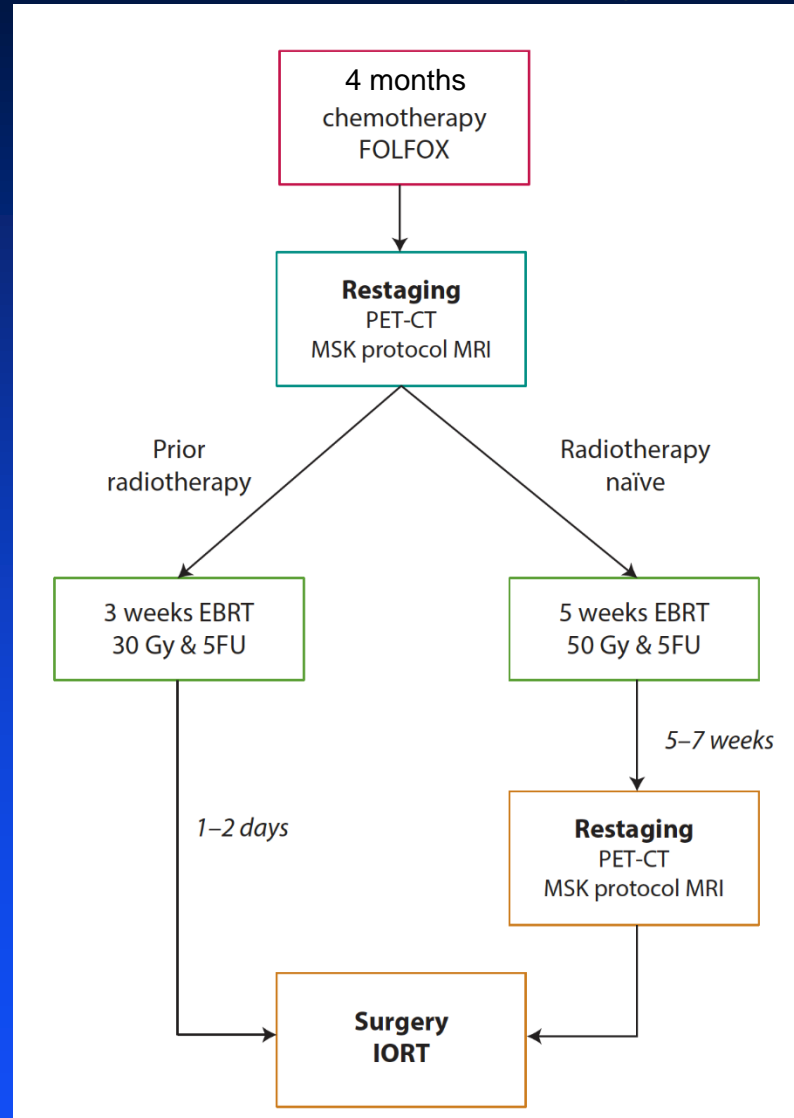 4 months
chemotherapy
FOLFOX
Restaging
PET-CT
MSK protocol MRI
Prior
radiotherapy
Radiotherapy
naïve
3 weeks EBRT
30 Gy & 5FU
5 weeks EBRT
50 Gy & 5FU
5–7 weeks
1–2 days
Restaging
PET-CT
MSK protocol MRI
Surgery
IORT